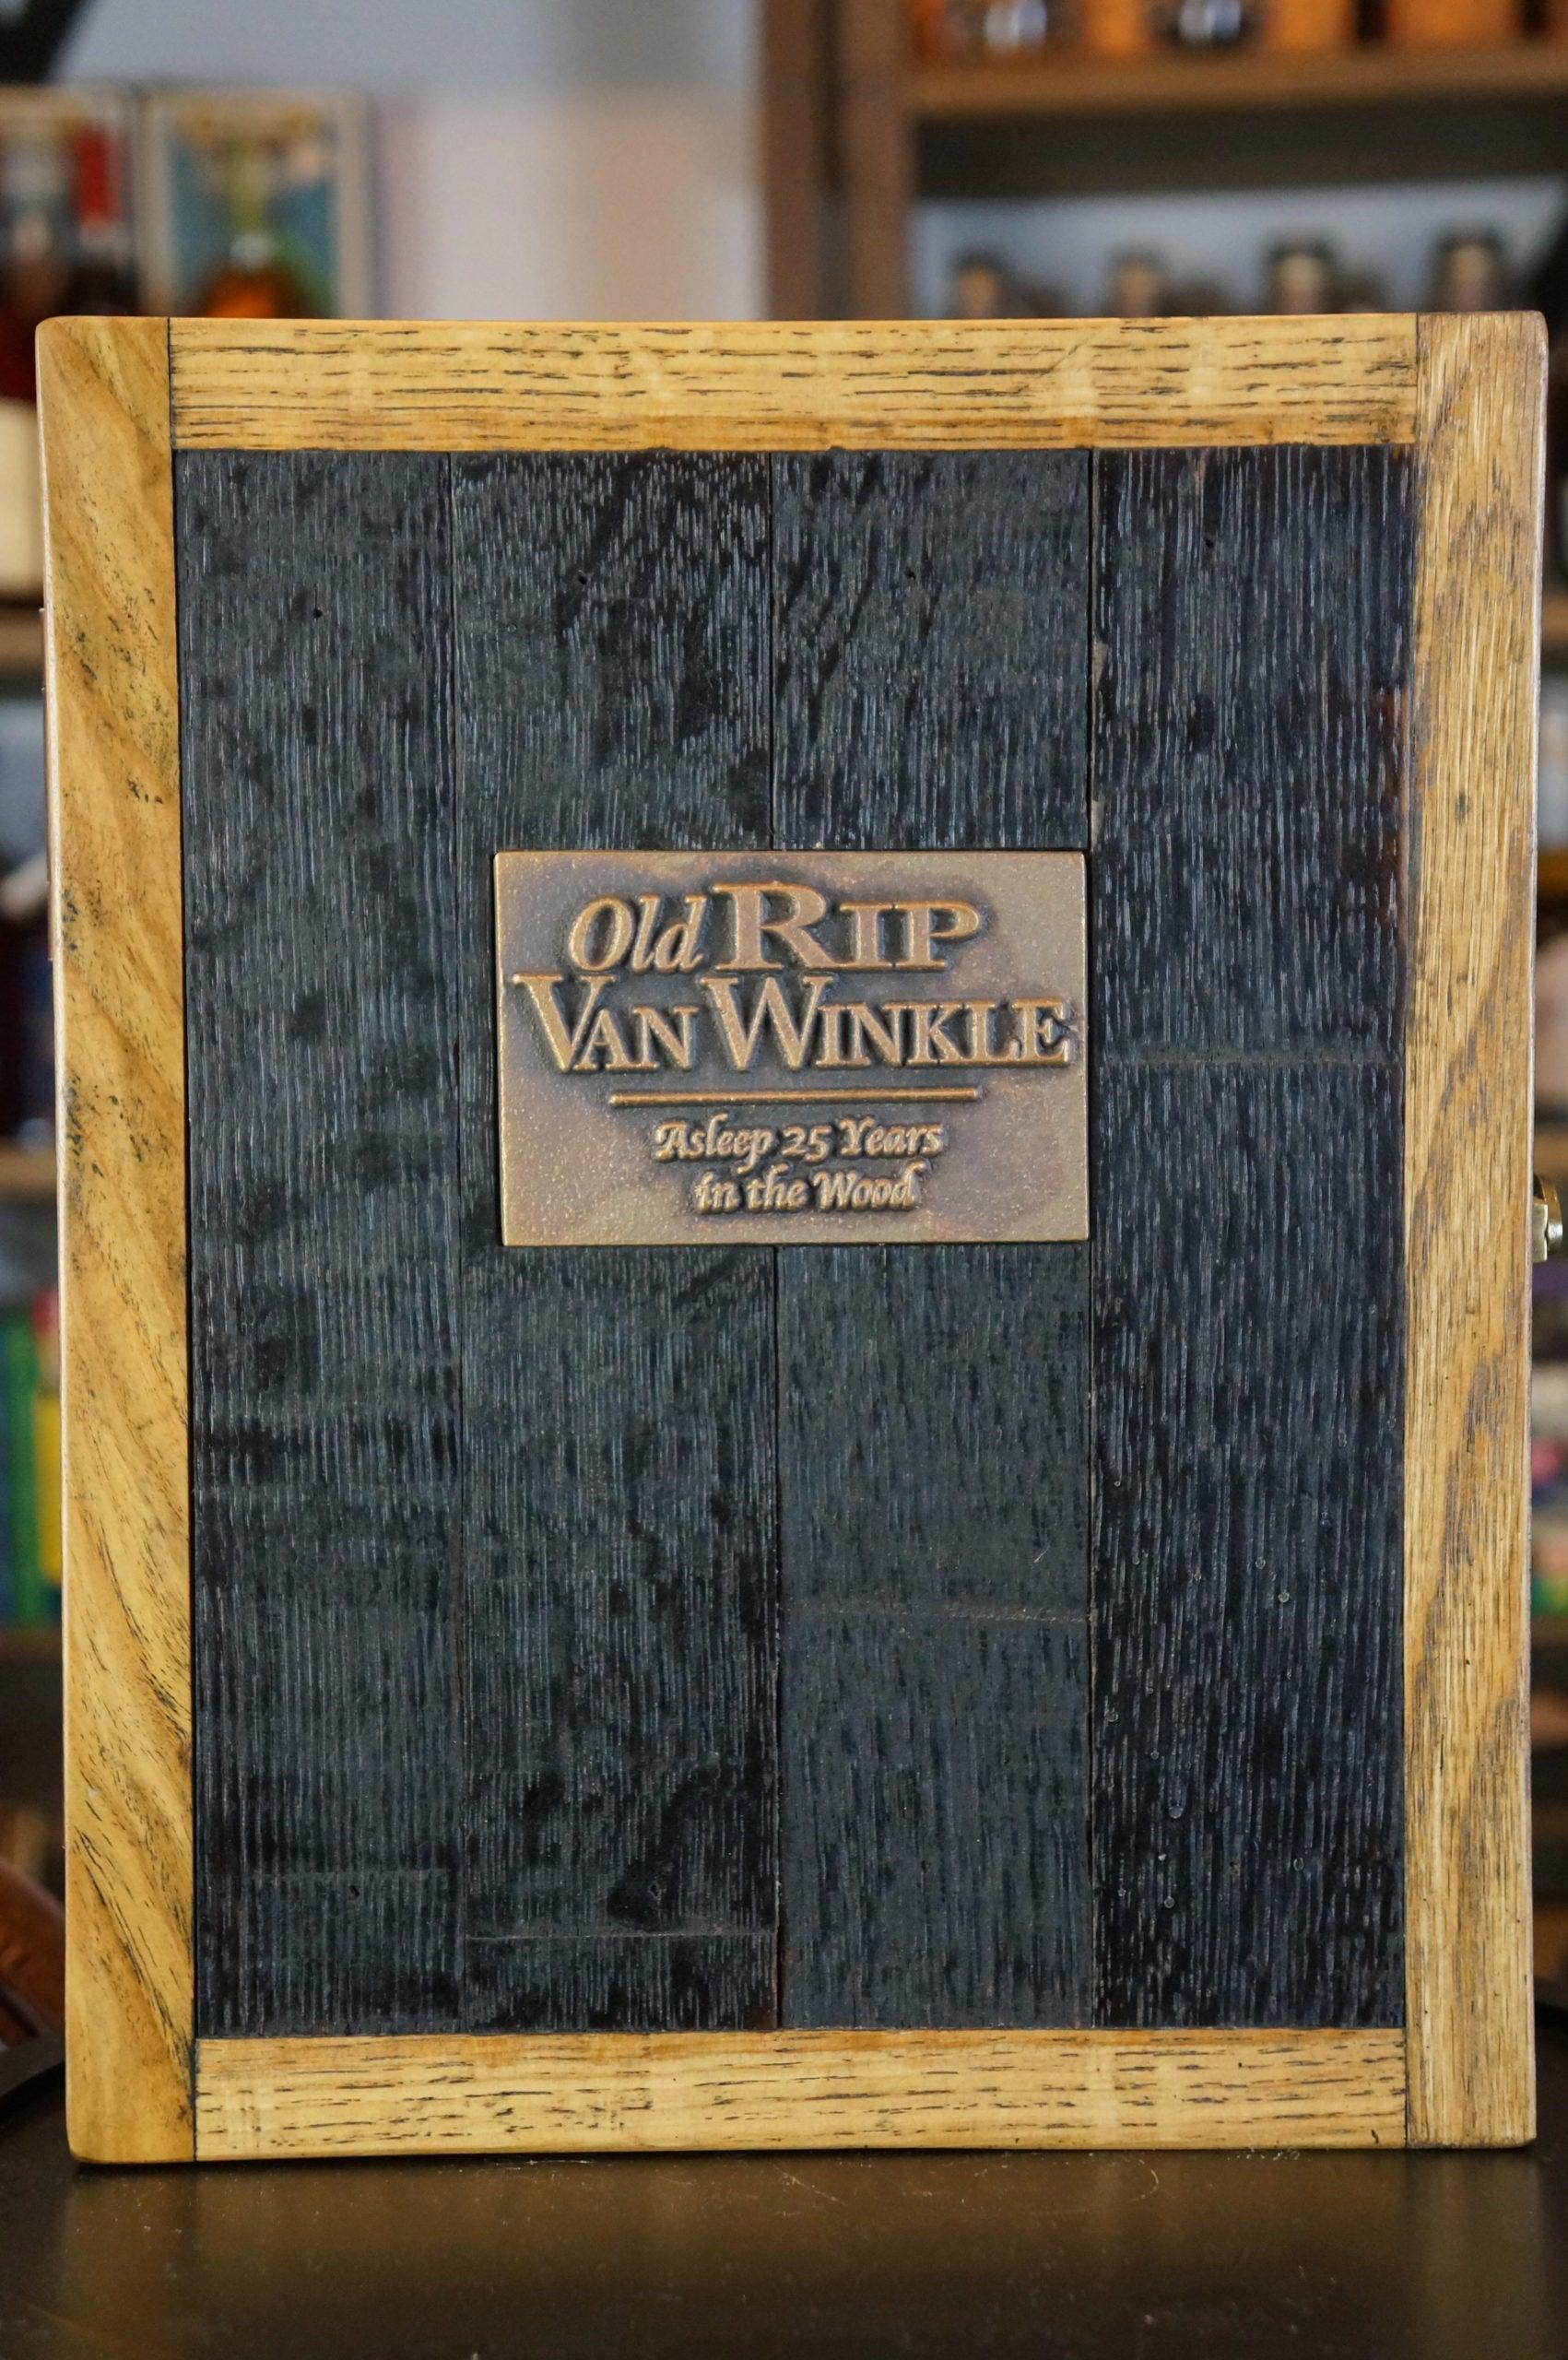 Old RIP
VAN WINKLE
Asleep 25 Years
in the Wood